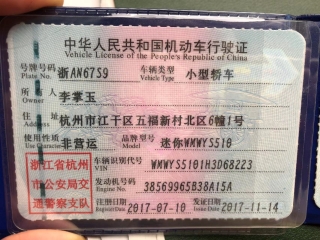 中华人民共和国机动车行驶证
Vehicle License of the People's Republic of China
号牌号码 浙AN67S9 车辆类型 小型轿车
Plate No. Vehicle Type
所有人 李掌玉
Owner
住址 杭州市江干区五福新村北区6幢1号
使用性质 非营运 品牌型号 迷你WMWYS510
Use Character Model
浙江省杭州
市公安局交
通警察支队
车辆识别代号 WMWYS5101H3D68223
VIN
发动机号码 38569965B38A15A
Engine No.
注册日期 2017-07-10 发证日期 2017-11-14
Register Date Issue Date